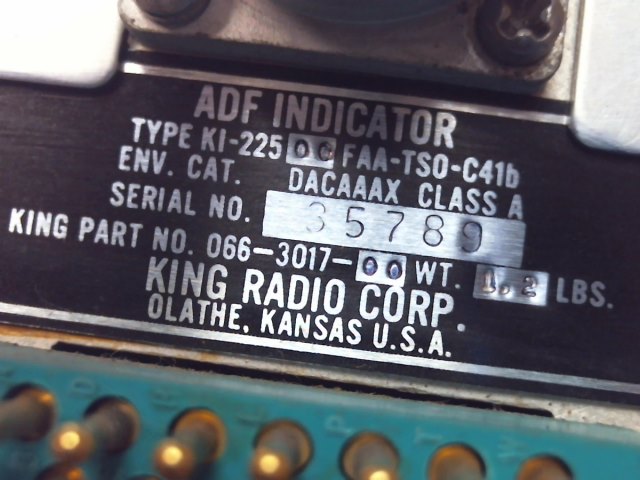 ADF INDICATOR
TYPE KI-225 00 FAA-TSO-C41b
ENV. CAT. DACAAAX CLASS A
SERIAL NO. 35789
KING PART NO. 066-3017-00 WT. 1.2 LBS.
KING RADIO CORP.
OLATHE, KANSAS U.S.A.